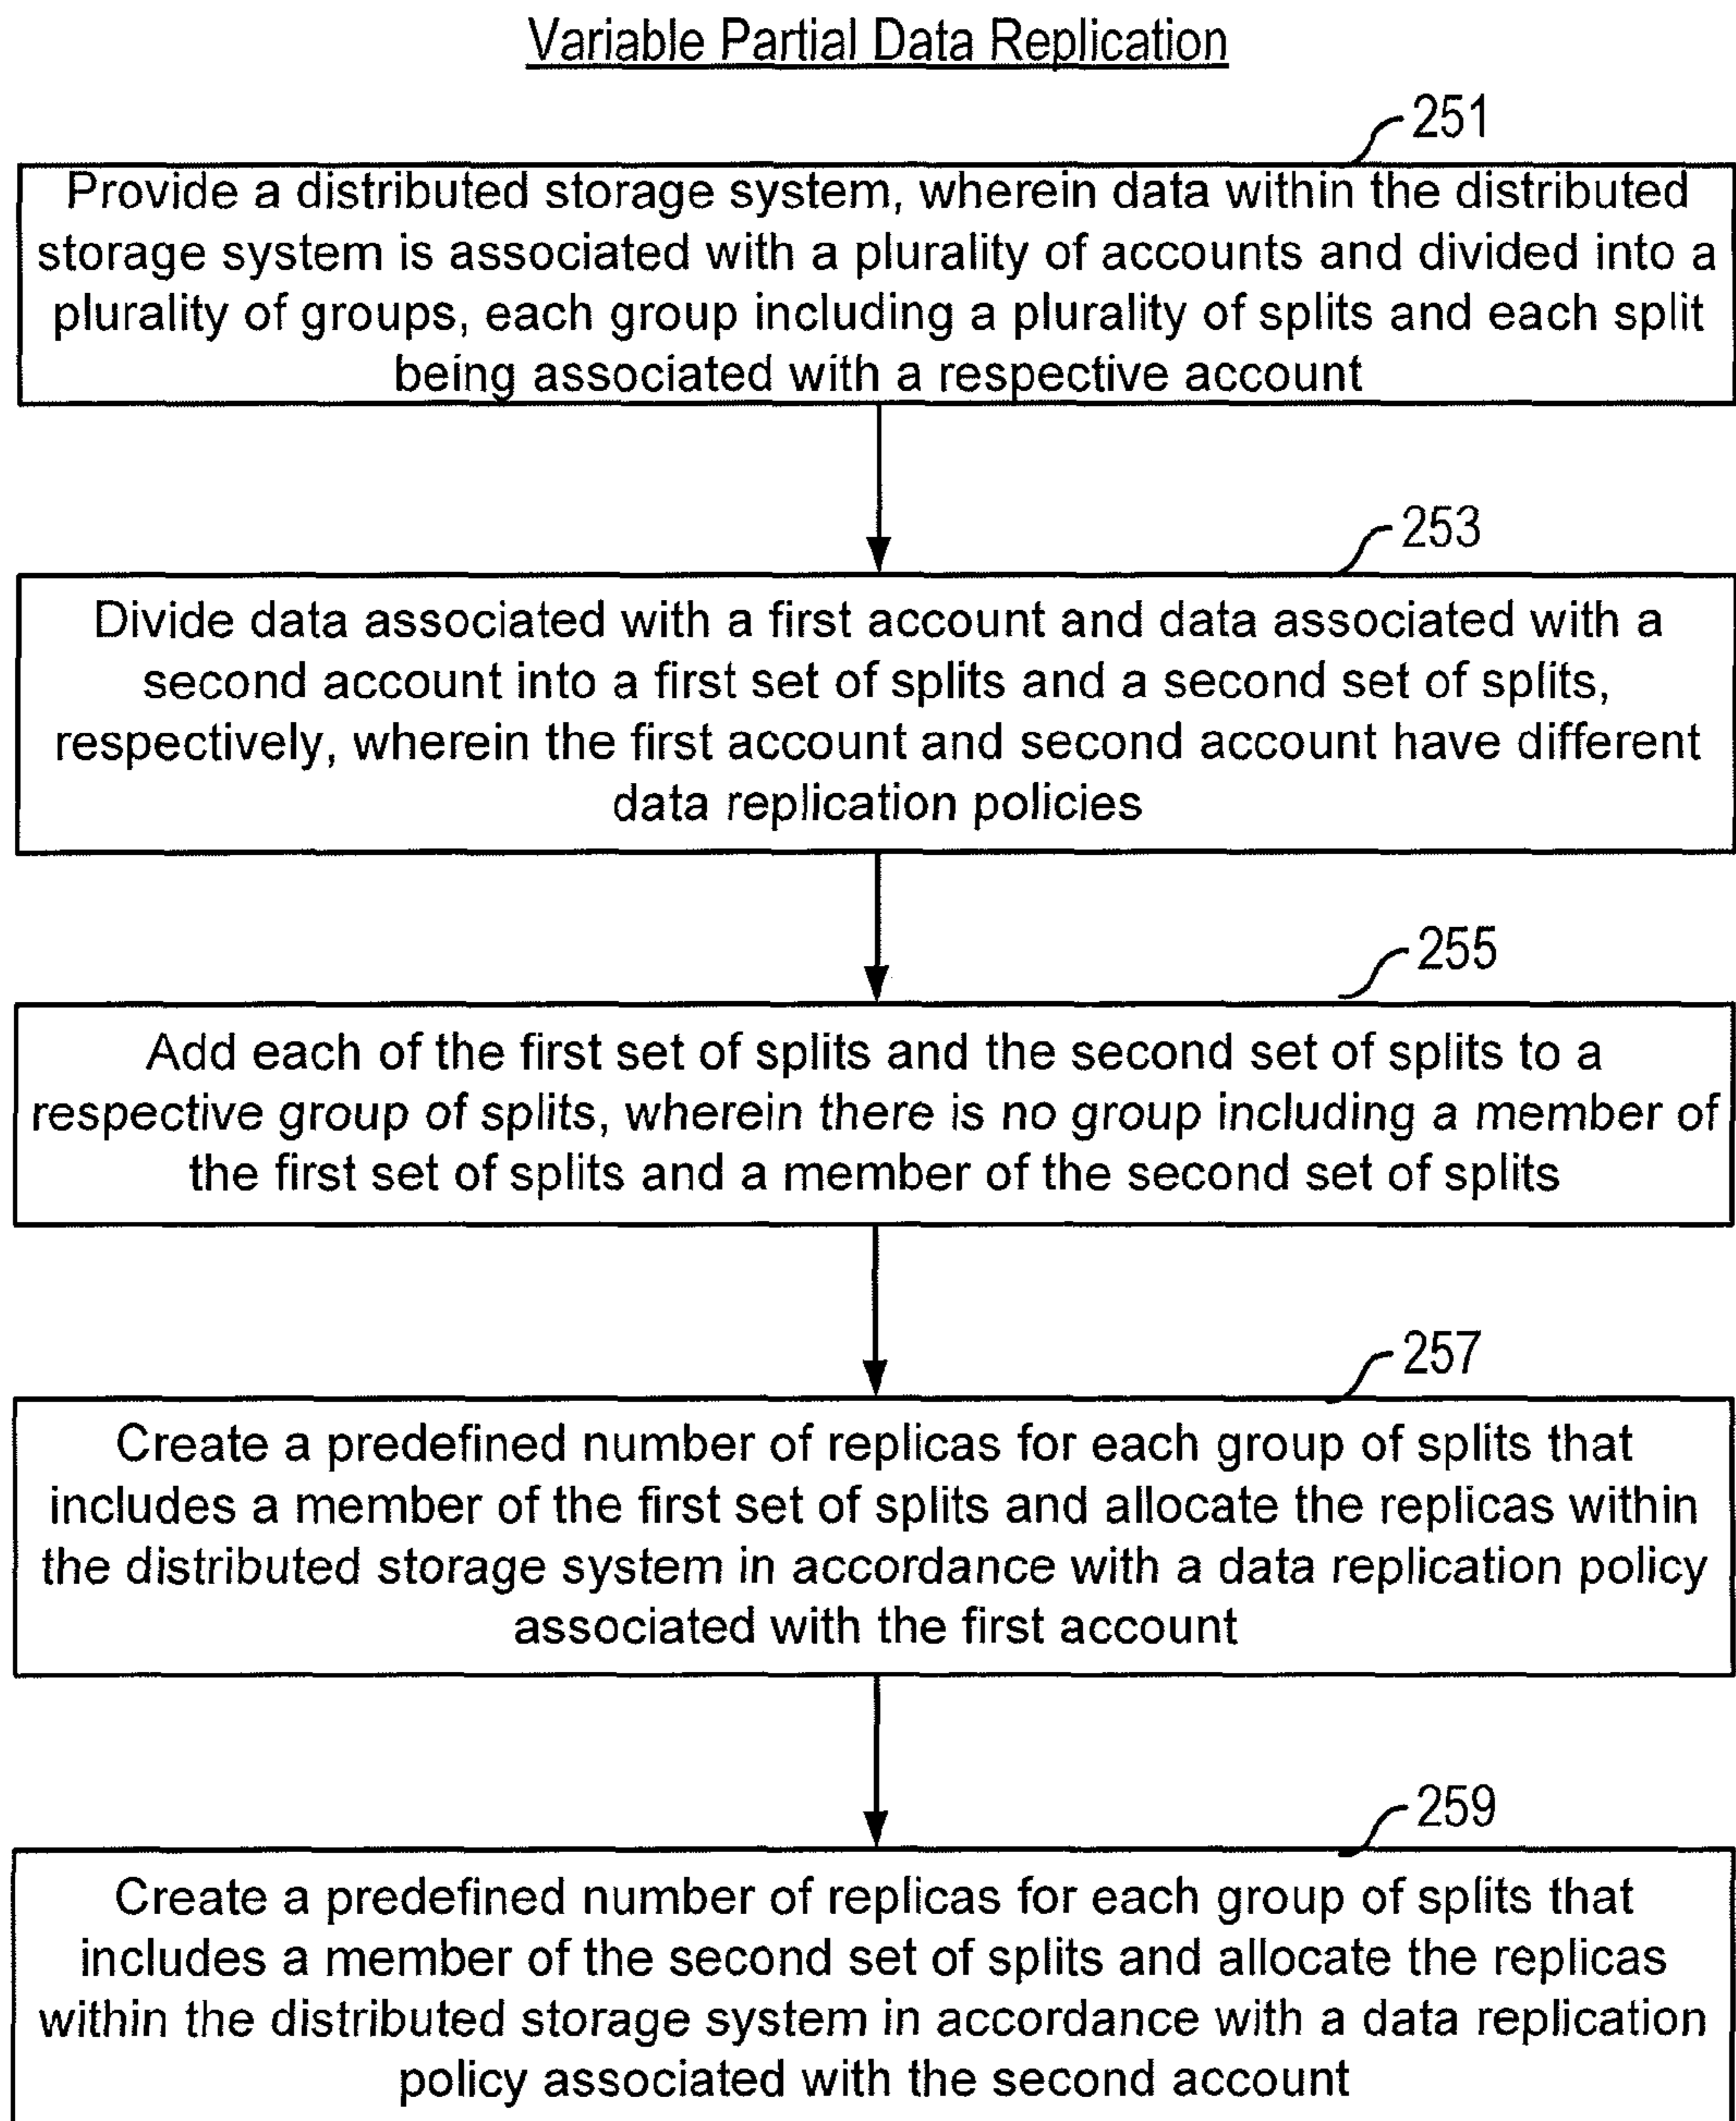 Variable Partial Data Replication
251
Provide a distributed storage system, wherein data within the distributed
storage system is associated with a plurality of accounts and divided into a
plurality of groups, each group including a plurality of splits and each split
being associated with a respective account
253
Divide data associated with a first account and data associated with a
second account into a first set of splits and a second set of splits,
respectively, wherein the first account and second account have different
data replication policies
255
Add each of the first set of splits and the second set of splits to a
respective group of splits, wherein there is no group including a member of
the first set of splits and a member of the second set of splits
257
Create a predefined number of replicas for each group of splits that
includes a member of the first set of splits and allocate the replicas within
the distributed storage system in accordance with a data replication policy
associated with the first account
259
Create a predefined number of replicas for each group of splits that
includes a member of the second set of splits and allocate the replicas
within the distributed storage system in accordance with a data replication
policy associated with the second account